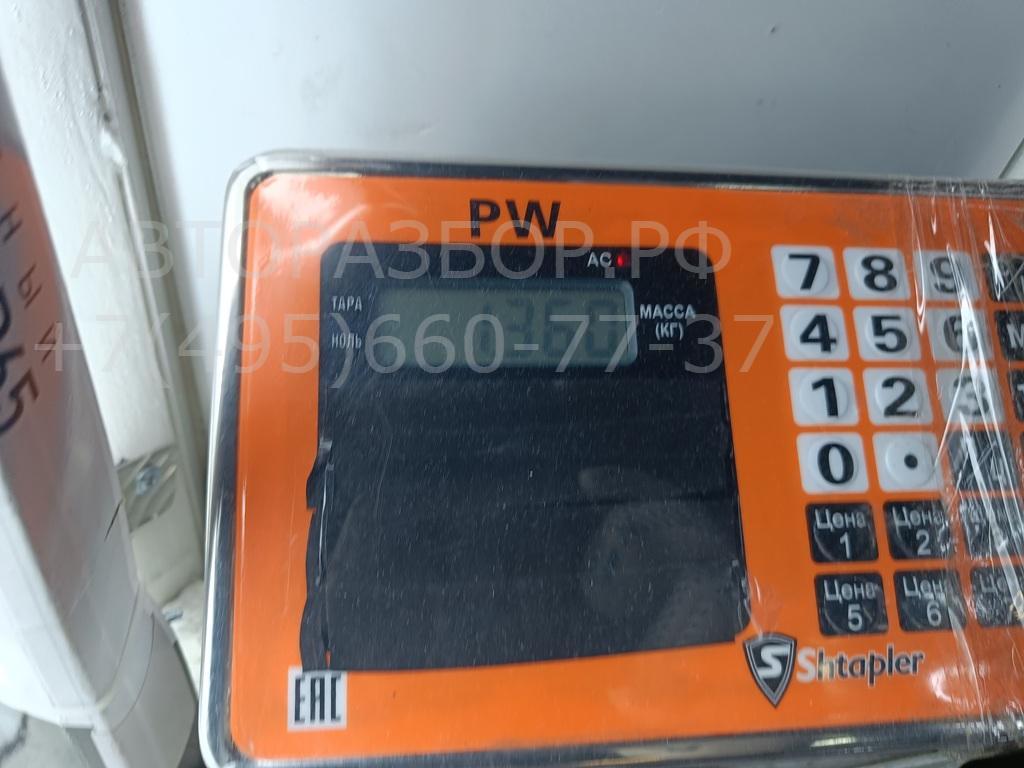 PW
АВТОРАЗБОР.РФ
AC
ТАРА
НОЛЬ
МАССА
(КГ)
+7(495)660-77-37
7 8 9
4 5 6 М
1 2 3
0 .
Цена 1
Цена 2
Цена 5
Цена 6
Shtapler
EAC